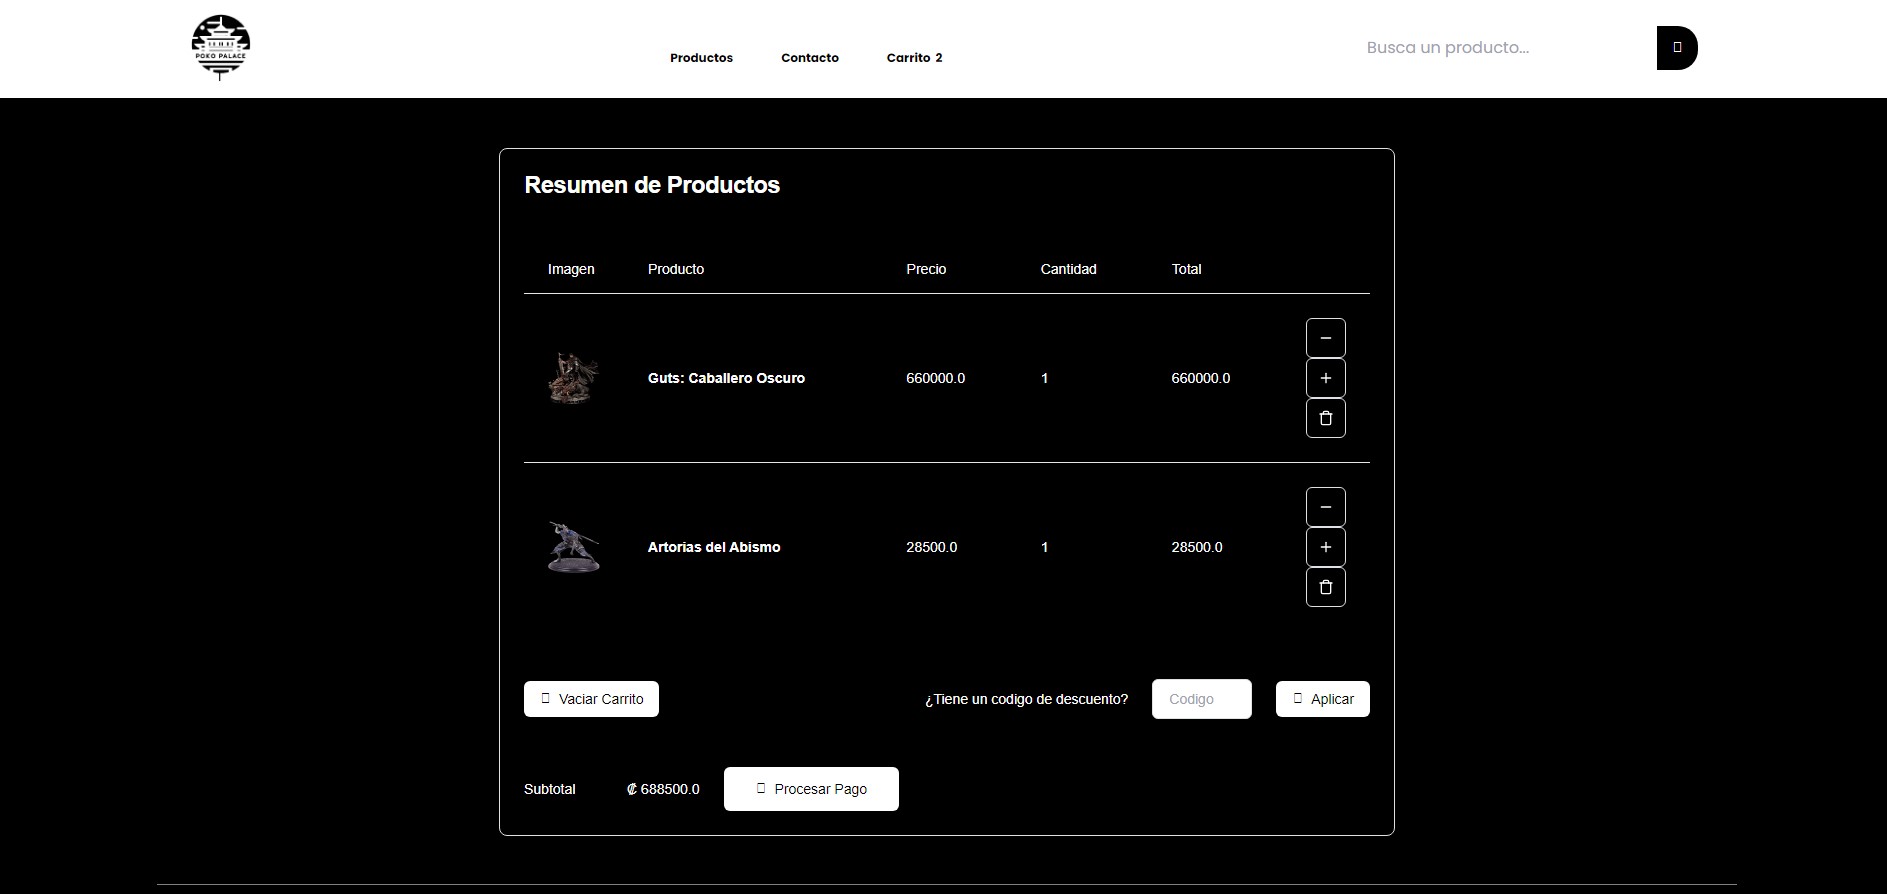 POKO PALACE
Productos Contacto Carrito 2
Busca un producto...
Resumen de Productos
Imagen Producto Precio Cantidad Total
Guts: Caballero Oscuro 660000.0 1 660000.0
Artorias del Abismo 28500.0 1 28500.0
Vaciar Carrito ¿Tiene un codigo de descuento? Codigo Aplicar
Subtotal ₡ 688500.0 Procesar Pago